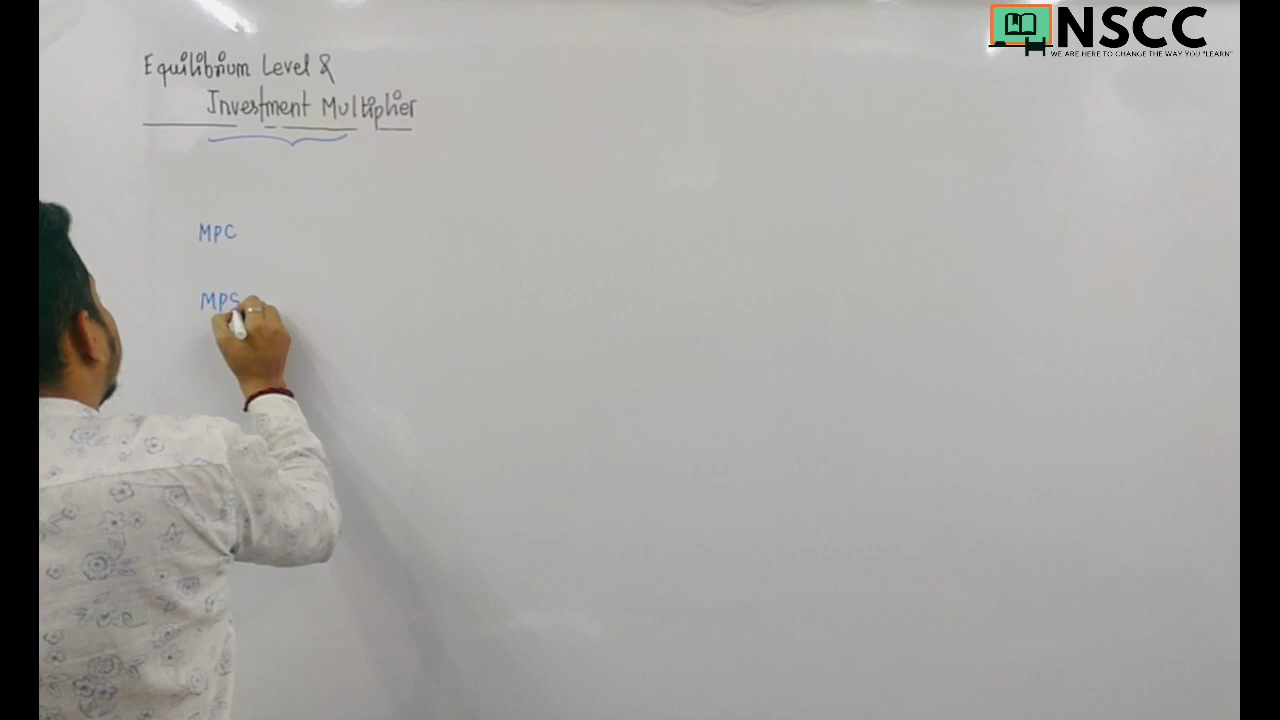 NSCC
WE ARE HERE TO CHANGE THE WAY YOU "LEARN"
Equilibrium Level &
Investment Multiplier
MPC
MPS